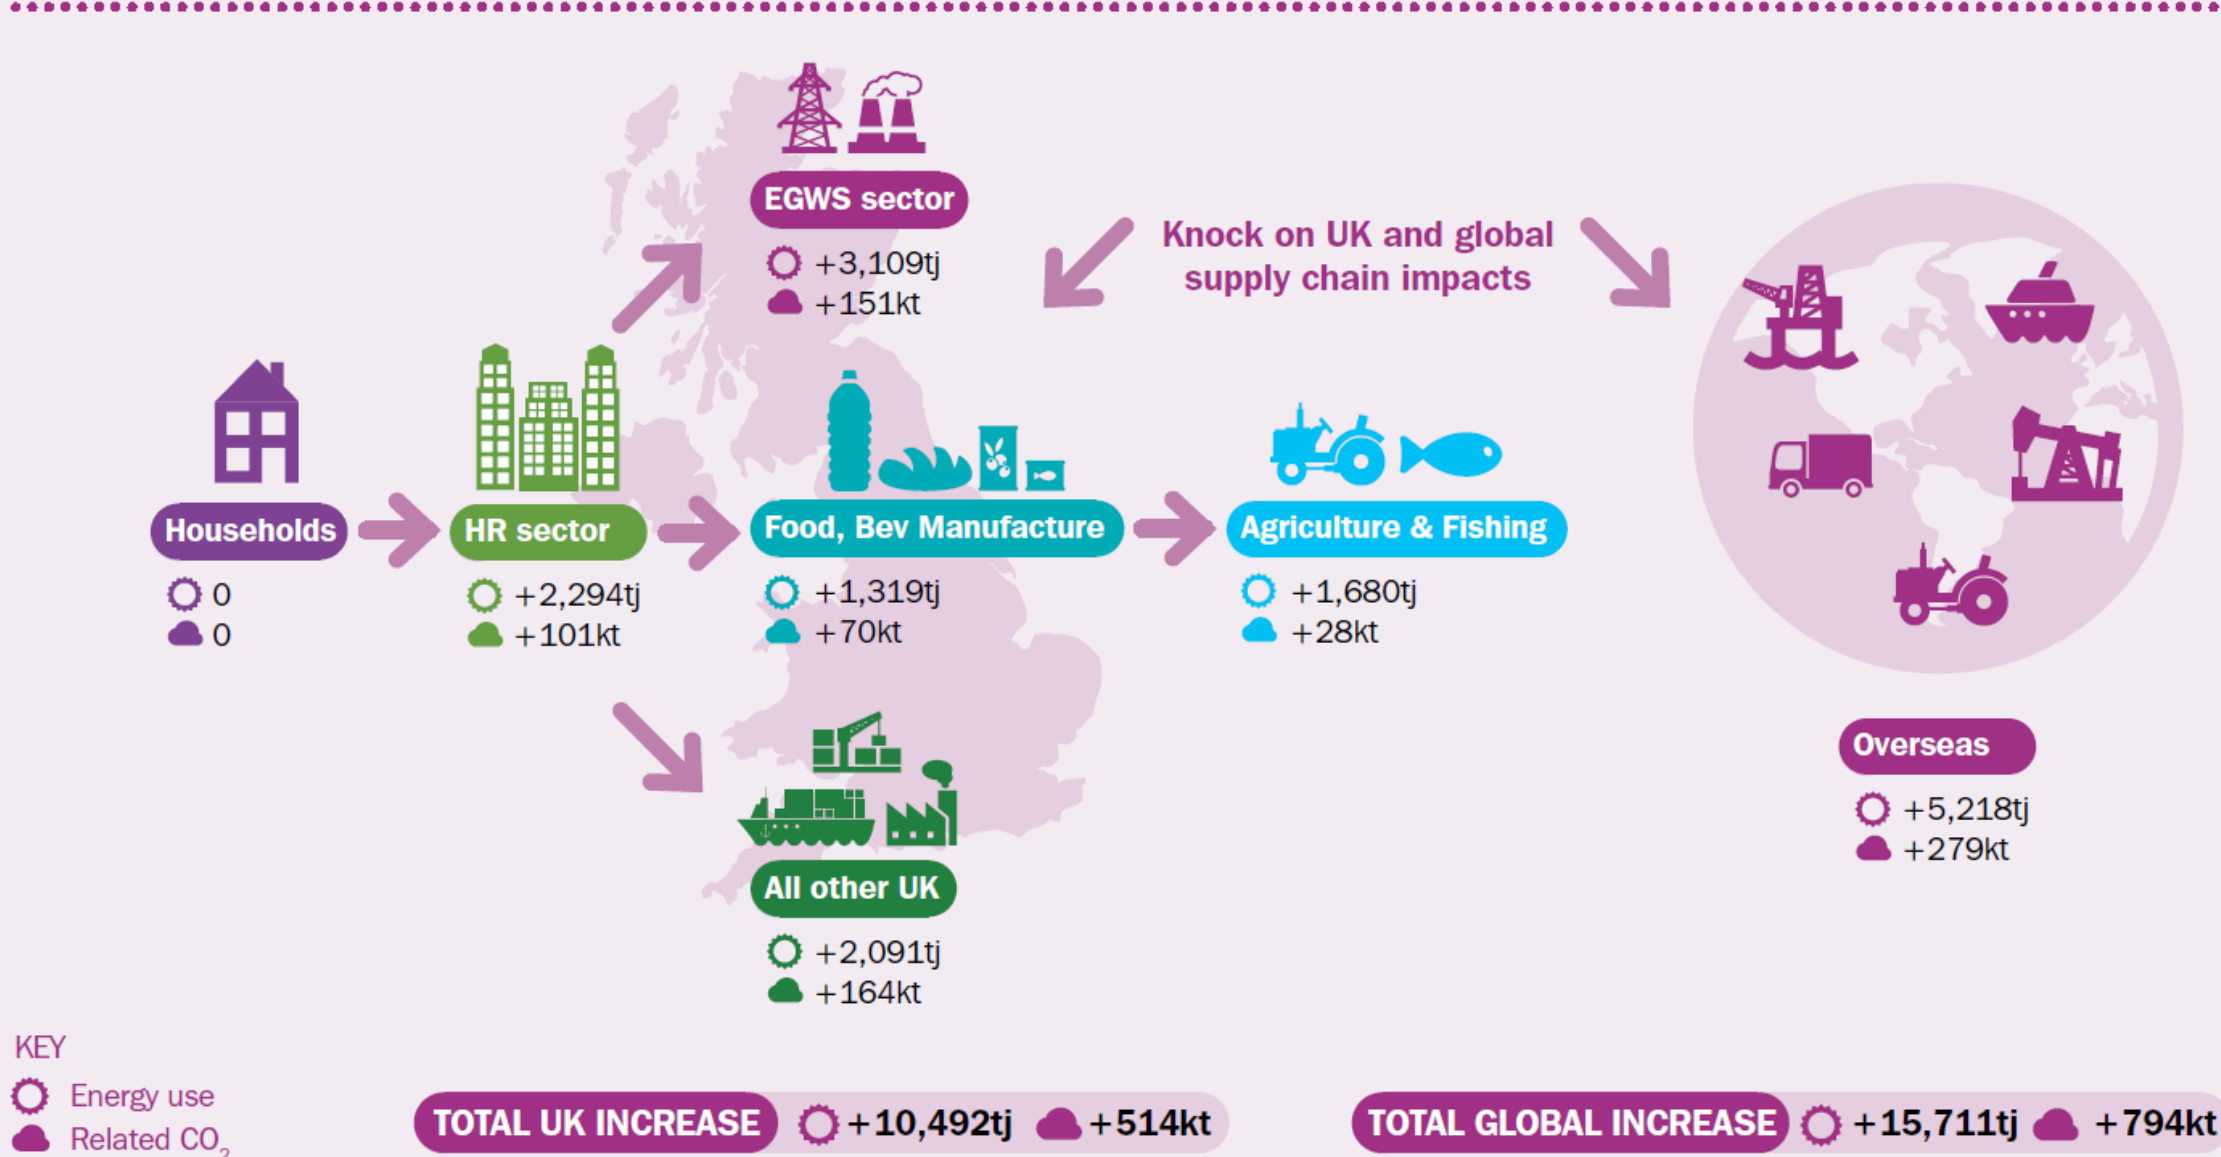 EGWS sector
+3,109tj
+151kt
Knock on UK and global
supply chain impacts
Households
0
0
HR sector
+2,294tj
+101kt
Food, Bev Manufacture
+1,319tj
+70kt
Agriculture & Fishing
+1,680tj
+28kt
All other UK
+2,091tj
+164kt
Overseas
+5,218tj
+279kt
KEY
Energy use
Related CO₂
TOTAL UK INCREASE +10,492tj +514kt
TOTAL GLOBAL INCREASE +15,711tj +794kt